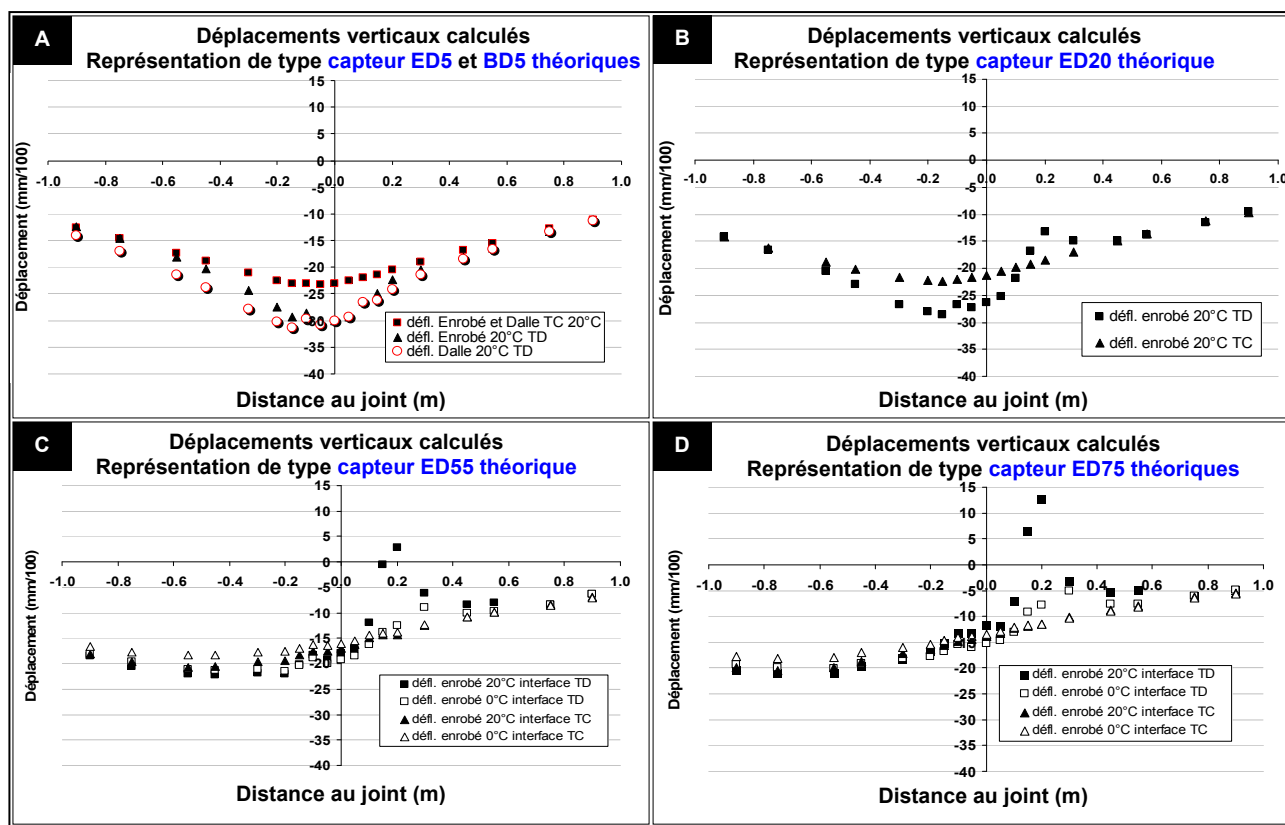 A
Déplacements verticaux calculés
Représentation de type capteur ED5 et BD5 théoriques
Déplacement (mm/100)
15
10
5
0
-5
-10
-15
-20
-25
-30
-35
-40
-1.0 -0.8 -0.6 -0.4 -0.2 0.0 0.2 0.4 0.6 0.8 1.0
défl. Enrobé et Dalle TC 20°C
défl. Enrobé 20°C TD
défl. Dalle 20°C TD
Distance au joint (m)
B
Déplacements verticaux calculés
Représentation de type capteur ED20 théorique
Déplacement (mm/100)
15
10
5
0
-5
-10
-15
-20
-25
-30
-35
-40
-1.0 -0.8 -0.6 -0.4 -0.2 0.0 0.2 0.4 0.6 0.8 1.0
défl. enrobé 20°C TD
défl. enrobé 20°C TC
Distance au joint (m)
C
Déplacements verticaux calculés
Représentation de type capteur ED55 théorique
Déplacement (mm/100)
15
10
5
0
-5
-10
-15
-20
-25
-30
-35
-40
-1.0 -0.8 -0.6 -0.4 -0.2 0.0 0.2 0.4 0.6 0.8 1.0
défl. enrobé 20°C interface TD
défl. enrobé 0°C interface TD
défl. enrobé 20°C interface TC
défl. enrobé 0°C interface TC
Distance au joint (m)
D
Déplacements verticaux calculés
Représentation de type capteur ED75 théoriques
Déplacement (mm/100)
15
10
5
0
-5
-10
-15
-20
-25
-30
-35
-40
-1.0 -0.8 -0.6 -0.4 -0.2 0.0 0.2 0.4 0.6 0.8 1.0
défl. enrobé 20°C interface TD
défl. enrobé 0°C interface TD
défl. enrobé 20°C interface TC
défl. enrobé 0°C interface TC
Distance au joint (m)